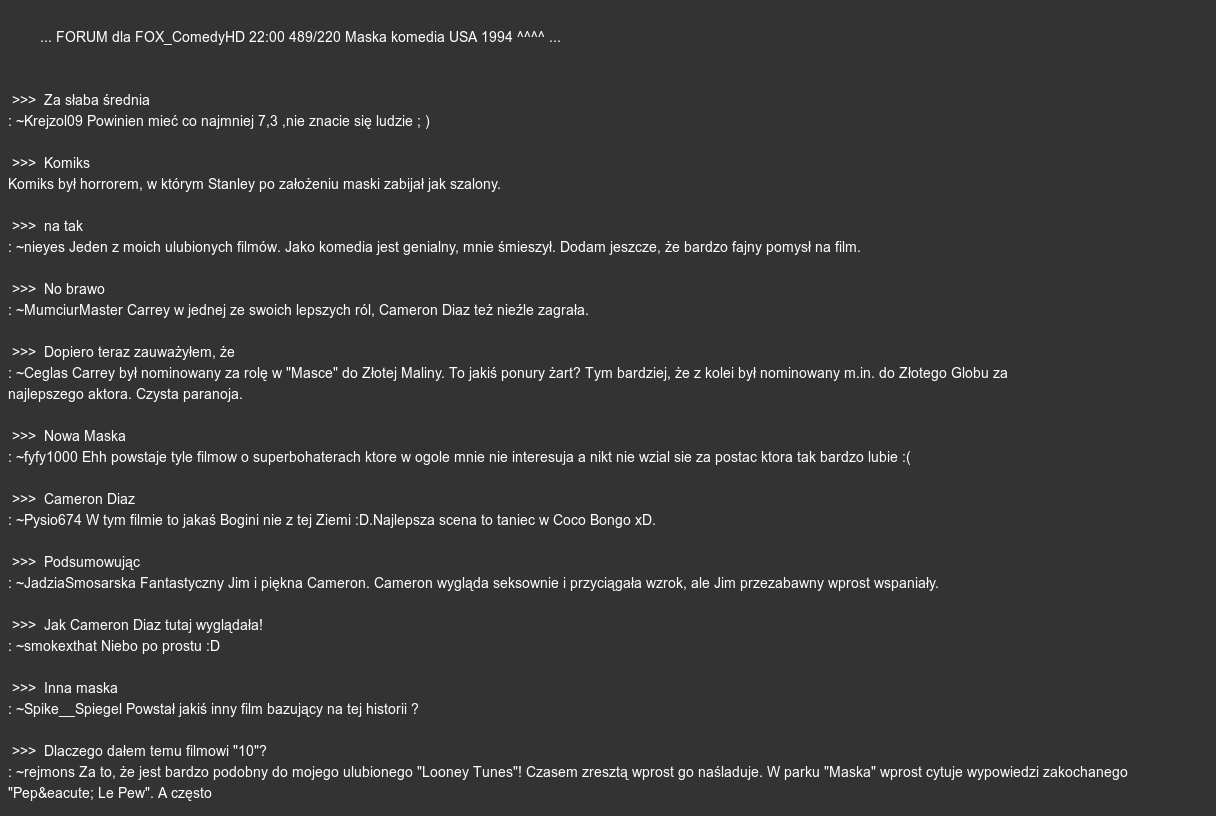 ... FORUM dla FOX_ComedyHD 22:00 489/220 Maska komedia USA 1994 ^^^^ ...
>>> Za słaba średnia
: ~Krejzol09 Powinien mieć co najmniej 7,3 ,nie znacie się ludzie ; )
>>> Komiks
Komiks był horrorem, w którym Stanley po założeniu maski zabijał jak szalony.
>>> na tak
: ~nieyes Jeden z moich ulubionych filmów. Jako komedia jest genialny, mnie śmieszył. Dodam jeszcze, że bardzo fajny pomysł na film.
>>> No brawo
: ~MumciurMaster Carrey w jednej ze swoich lepszych ról, Cameron Diaz też nieźle zagrała.
>>> Dopiero teraz zauważyłem, że
: ~Ceglas Carrey był nominowany za rolę w "Masce" do Złotej Maliny. To jakiś ponury żart? Tym bardziej, że z kolei był nominowany m.in. do Złotego Globu za
najlepszego aktora. Czysta paranoja.
>>> Nowa Maska
: ~fyfy1000 Ehh powstaje tyle filmow o superbohaterach ktore w ogole mnie nie interesuja a nikt nie wzial sie za postac ktora tak bardzo lubie :(
>>> Cameron Diaz
: ~Pysio674 W tym filmie to jakaś Bogini nie z tej Ziemi :D.Najlepsza scena to taniec w Coco Bongo xD.
>>> Podsumowując
: ~JadziaSmosarska Fantastyczny Jim i piękna Cameron. Cameron wygląda seksownie i przyciągała wzrok, ale Jim przezabawny wprost wspaniały.
>>> Jak Cameron Diaz tutaj wyglądała!
: ~smokexthat Niebo po prostu :D
>>> Inna maska
: ~Spike__Spiegel Powstał jakiś inny film bazujący na tej historii ?
>>> Dlaczego dałem temu filmowi "10"?
: ~rejmons Za to, że jest bardzo podobny do mojego ulubionego "Looney Tunes"! Czasem zresztą wprost go naśladuje. W parku "Maska" wprost cytuje wypowiedzi zakochanego
"Pep&eacute; Le Pew". A często